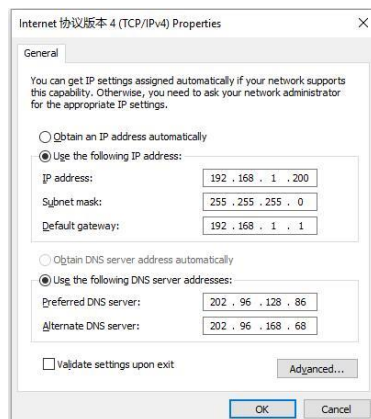 Internet 协议版本 4 (TCP/IPv4) Properties
General
You can get IP settings assigned automatically if your network supports
this capability. Otherwise, you need to ask your network administrator
for the appropriate IP settings.
Obtain an IP address automatically
Use the following IP address:
IP address: 192 . 168 . 1 . 200
Subnet mask: 255 . 255 . 255 . 0
Default gateway: 192 . 168 . 1 . 1
Obtain DNS server address automatically
Use the following DNS server addresses:
Preferred DNS server: 202 . 96 . 128 . 86
Alternate DNS server: 202 . 96 . 168 . 68
Validate settings upon exit
Advanced...
OK Cancel